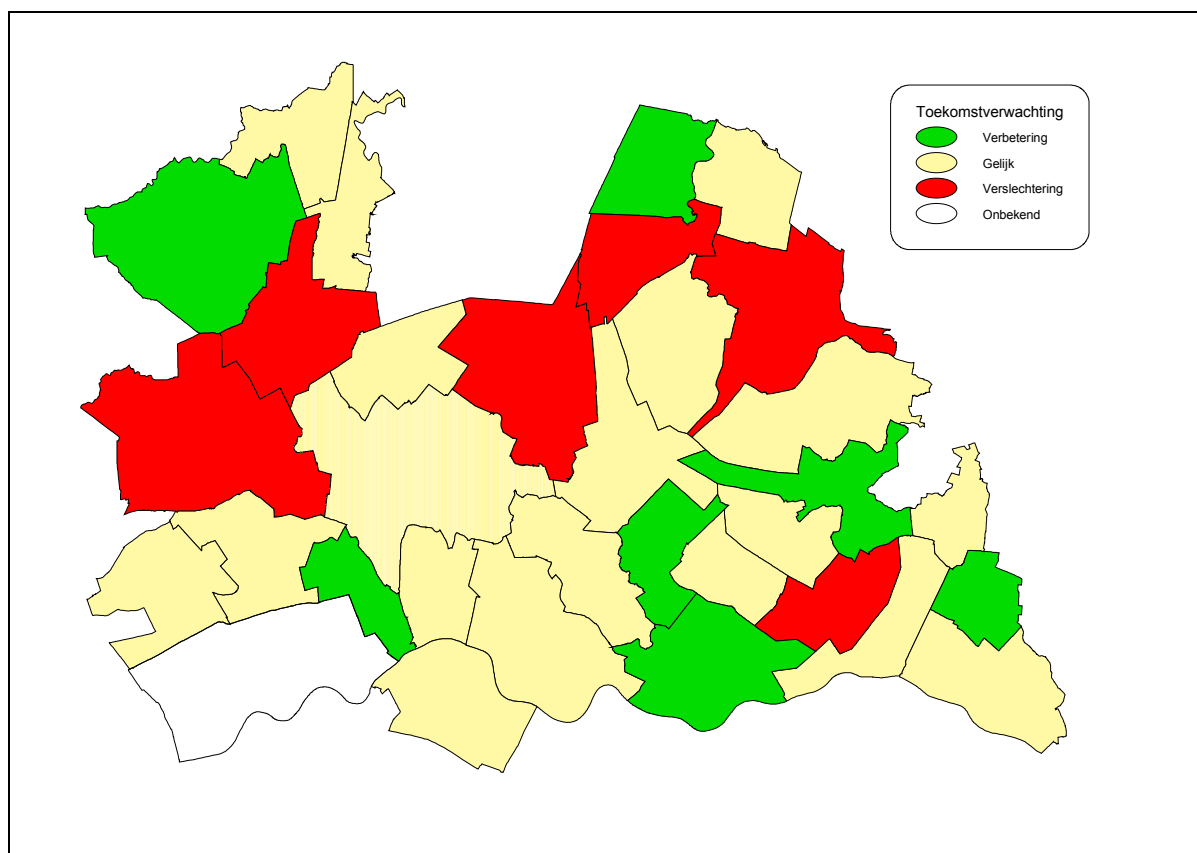 Toekomstverwachting
Verbetering
Gelijk
Verslechtering
Onbekend